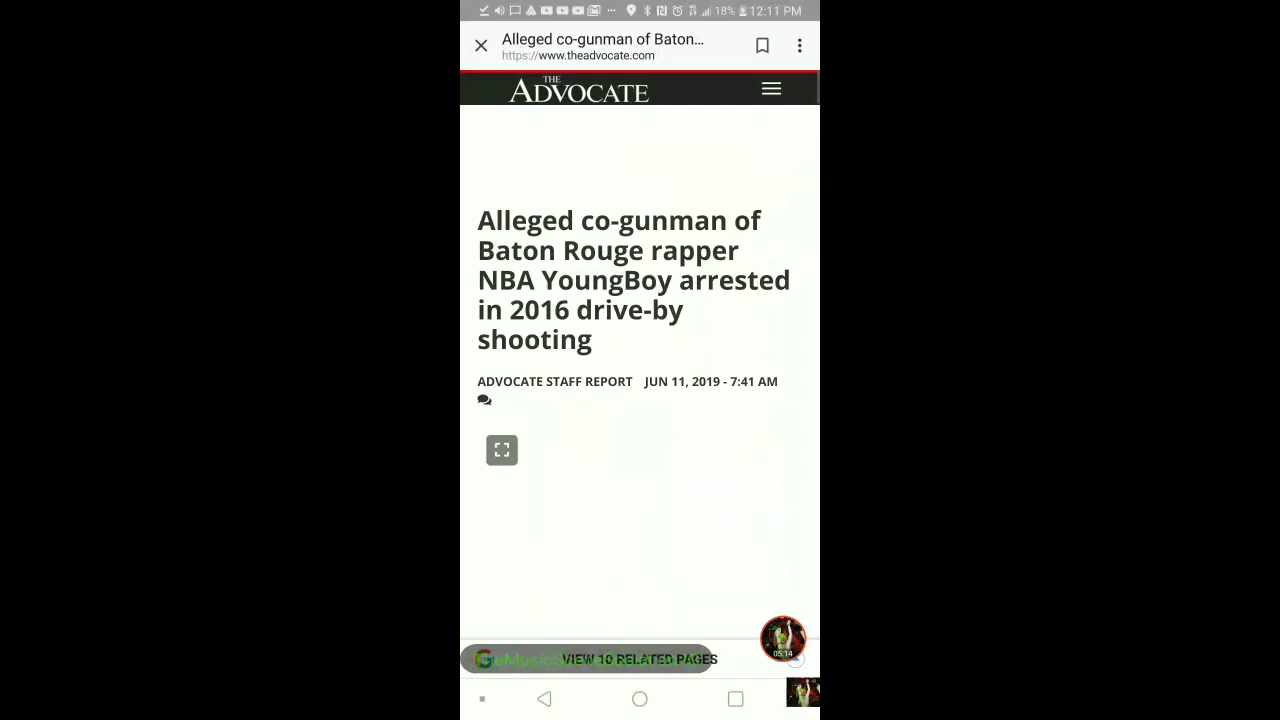 18% 12:11 PM
Alleged co-gunman of Baton...
https://www.theadvocate.com
THE
ADVOCATE
Alleged co-gunman of
Baton Rouge rapper
NBA YoungBoy arrested
in 2016 drive-by
shooting
ADVOCATE STAFF REPORT JUN 11, 2019 - 7:41 AM
05:14
VIEW 10 RELATED PAGES